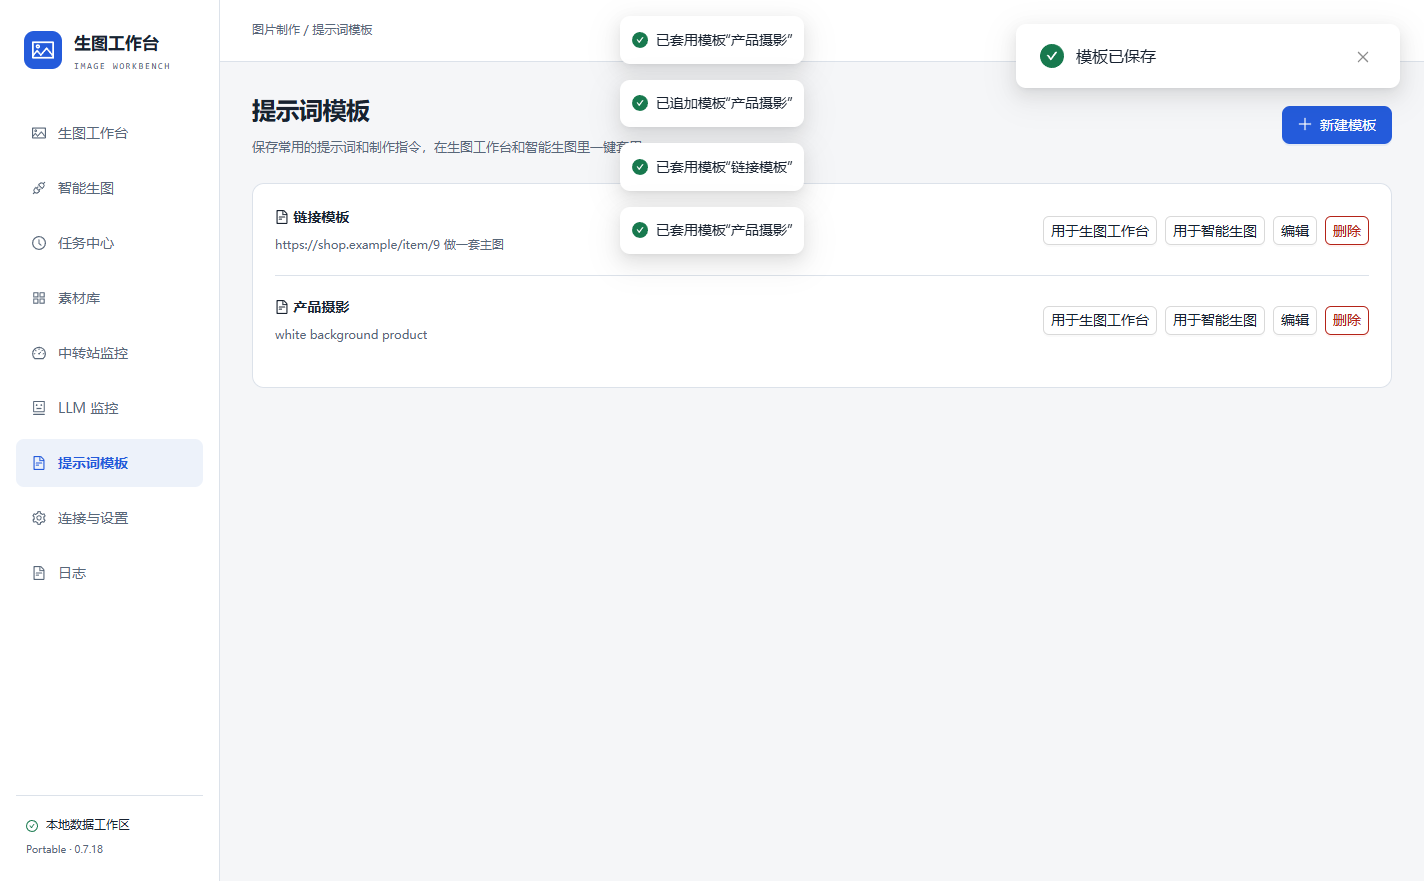 生图工作台
IMAGE WORKBENCH
生图工作台
智能生图
任务中心
素材库
中转站监控
LLM 监控
提示词模板
连接与设置
日志
本地数据工作区
Portable · 0.7.18
图片制作 / 提示词模板
已套用模板“产品摄影”
已追加模板“产品摄影”
已套用模板“链接模板”
已套用模板“产品摄影”
模板已保存
提示词模板
保存常用的提示词和制作指令，在生图工作台和智能生图里一键
新建模板
链接模板
https://shop.example/item/9 做一套主图
用于生图工作台 用于智能生图 编辑 删除
产品摄影
white background product
用于生图工作台 用于智能生图 编辑 删除